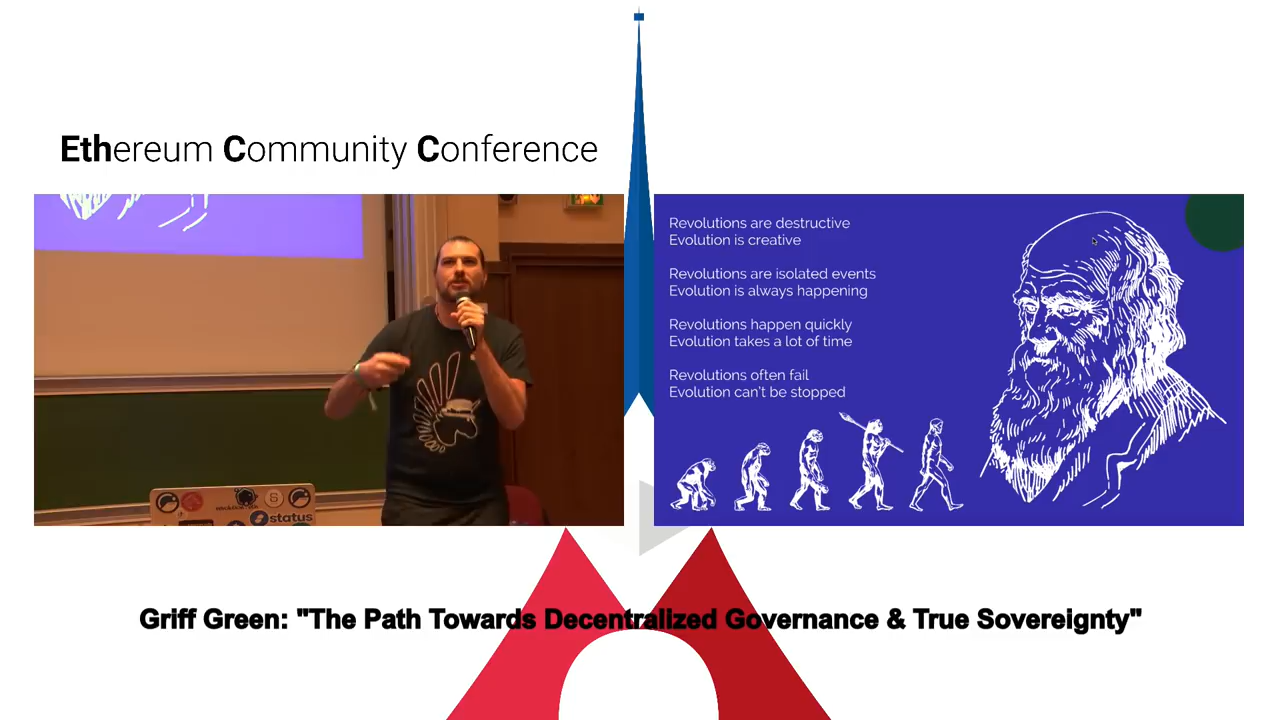 Ethereum Community Conference
Revolutions are destructive
Evolution is creative
Revolutions are isolated events
Evolution is always happening
Revolutions happen quickly
Evolution takes a lot of time
Revolutions often fail
Evolution can't be stopped
status
Griff Green: "The Path Towards Decentralized Governance & True Sovereignty"